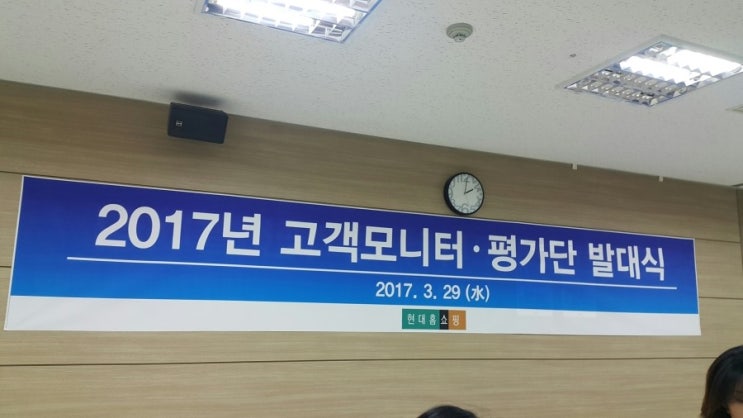 2017년 고객모니터·평가단 발대식
2017. 3. 29 (水)
현대홈쇼핑